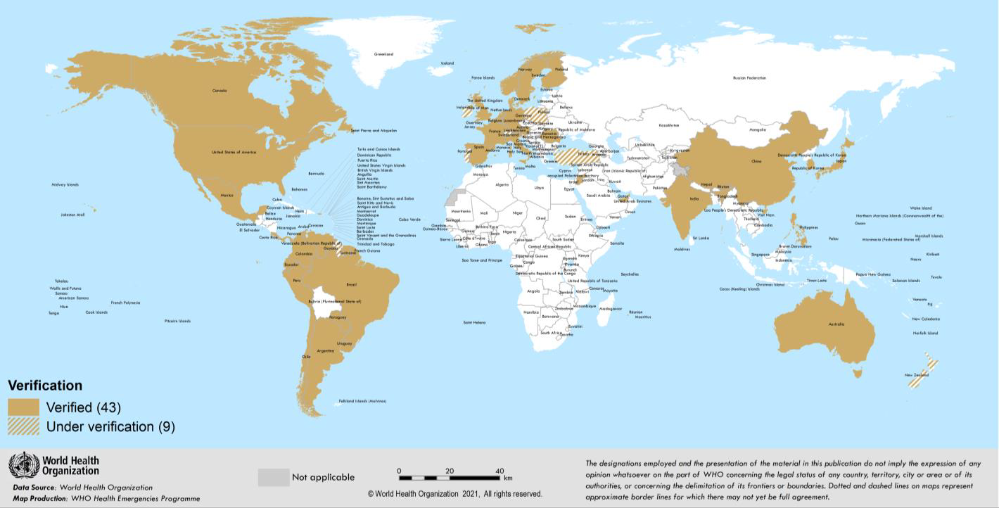 Greenland
Iceland
Faroe Islands
Norway
Sweden
Finland
Russian Federation
Canada
Estonia
Latvia
Lithuania
Denmark
The United Kingdom
Isle of Man
Ireland
Netherlands
Belarus
Germany
Poland
Belgium
Luxembourg
Guernsey
Jersey
Ukraine
Kazakhstan
Mongolia
Saint Pierre and Miquelon
France
Liechtenstein
Switzerland
Austria
Hungary
Republic of Moldova
Romania
Bosnia and Herzegovina
United States of America
Portugal
Spain
Andorra
Monaco
Italy
Bulgaria
North Macedonia
Albania
Greece
Georgia
Azerbaijan
Turkey
Armenia
Uzbekistan
Kyrgyzstan
Turkmenistan
Tajikistan
Democratic People's Republic of Korea
Republic of Korea
Japan
China
Turks and Caicos Islands
Dominican Republic
Puerto Rico
United States Virgin Islands
British Virgin Islands
Anguilla
Saint Martin
Sint Maarten
Saint Barthelemy
Bermuda
Gibraltar
Malta
Tunisia
Morocco
Cyprus
Syrian Arab Republic
Lebanon
occupied Palestinian territory
Israel
Jordan
Iraq
Iran (Islamic Republic of)
Afghanistan
Kuwait
Pakistan
Nepal
Bhutan
Midway Islands
Mexico
Bahamas
Algeria
Libya
Egypt
Saudi Arabia
Bahrain
Qatar
United Arab Emirates
Oman
India
Bangladesh
Myanmar
Lao People's Democratic Republic
Viet Nam
Thailand
Cambodia
Philippines
Wake Island
Northern Mariana Islands (Commonwealth of the)
Guam
Johnston Atoll
Cuba
Cayman Islands
Haiti
Belize
Jamaica
Honduras
Guatemala
El Salvador
Nicaragua
Aruba
Curacao
Costa Rica
Panama
Bonaire, Sint Eustatius and Saba
Saint Kitts and Nevis
Antigua and Barbuda
Montserrat
Guadeloupe
Dominica
Martinique
Saint Lucia
Barbados
Saint Vincent and the Grenadines
Grenada
Trinidad and Tobago
French Guiana
Cabo Verde
Mauritania
Mali
Niger
Chad
Sudan
Eritrea
Yemen
Djibouti
Senegal
Gambia
Guinea-Bissau
Guinea
Burkina Faso
Benin
Nigeria
Sierra Leone
Côte d'Ivoire
Liberia
Ghana
Togo
Cameroon
Central African Republic
South Sudan
Ethiopia
Somalia
Sri Lanka
Maldives
Brunei Darussalam
Malaysia
Singapore
Indonesia
Palau
Micronesia (Federated States of)
Marshall Islands
Kiribati
Nauru
Venezuela (Bolivarian Republic of)
Guyana
Suriname
Colombia
Ecuador
Peru
Brazil
Bolivia (Plurinational State of)
Paraguay
Uruguay
Argentina
Chile
Falkland Islands (Malvinas)
Sao Tome and Principe
Equatorial Guinea
Gabon
Congo
Democratic Republic of the Congo
Uganda
Kenya
Rwanda
Burundi
United Republic of Tanzania
Seychelles
Angola
Zambia
Malawi
Comoros
Mayotte
Mozambique
Zimbabwe
Namibia
Botswana
Madagascar
Réunion
Mauritius
Saint Helena
South Africa
Eswatini
Lesotho
Cocos (Keeling) Islands
Christmas Island
Timor-Leste
Papua New Guinea
Solomon Islands
Tuvalu
Vanuatu
Fiji
New Caledonia
Norfolk Island
Australia
New Zealand
Tokelau
Wallis and Futuna
Samoa
American Samoa
Niue
Tonga
Cook Islands
French Polynesia
Pitcairn Islands
Verification
Verified (43)
Under verification (9)
World Health
Organization
Data Source: World Health Organization
Map Production: WHO Health Emergencies Programme
Not applicable
0 20 40
km
© World Health Organization 2021, All rights reserved.
The designations employed and the presentation of the material in this publication do not imply the expression of any
opinion whatsoever on the part of WHO concerning the legal status of any country, territory, city or area or of its
authorities, or concerning the delimitation of its frontiers or boundaries. Dotted and dashed lines on maps represent
approximate border lines for which there may not yet be full agreement.